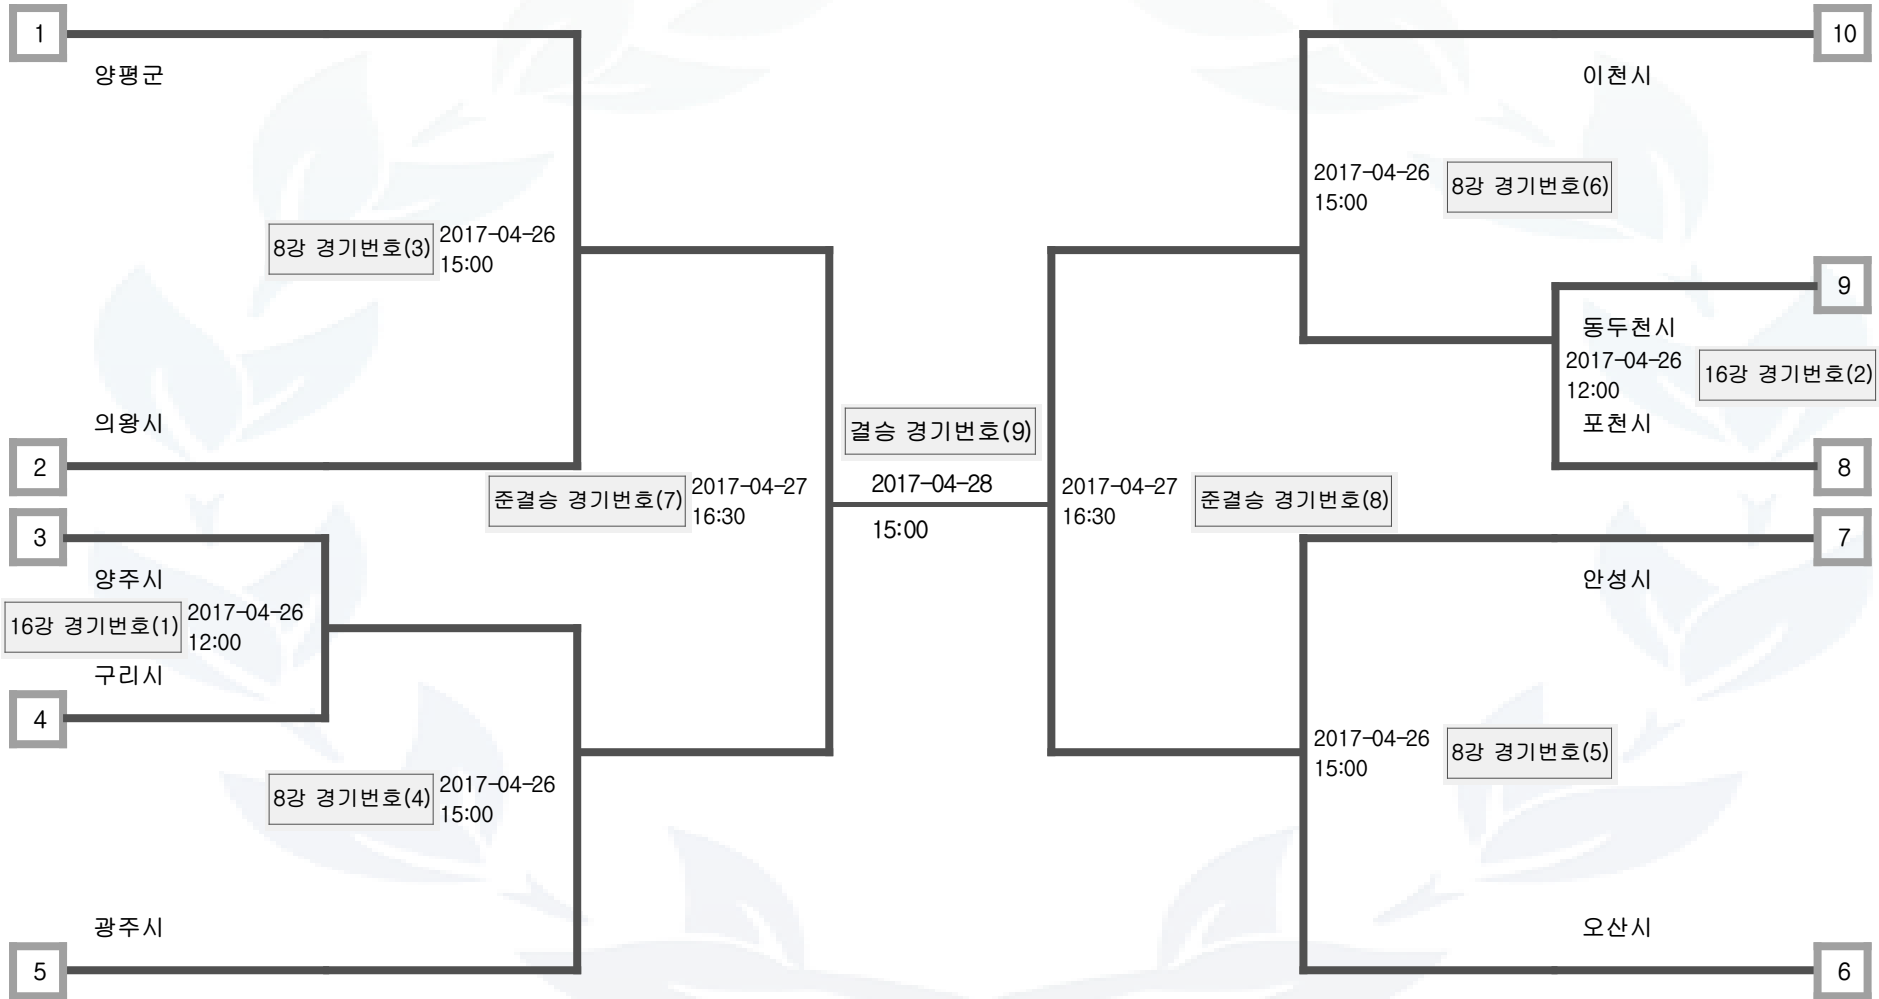 1
양평군
8강 경기번호(3)
2017-04-26
15:00
의왕시
2
준결승 경기번호(7)
2017-04-27
16:30
3
양주시
16강 경기번호(1)
2017-04-26
12:00
구리시
4
8강 경기번호(4)
2017-04-26
15:00
광주시
5
결승 경기번호(9)
2017-04-28
15:00
10
이천시
2017-04-26
15:00
8강 경기번호(6)
9
동두천시
2017-04-26
12:00
16강 경기번호(2)
포천시
8
2017-04-27
16:30
준결승 경기번호(8)
7
안성시
2017-04-26
15:00
8강 경기번호(5)
오산시
6